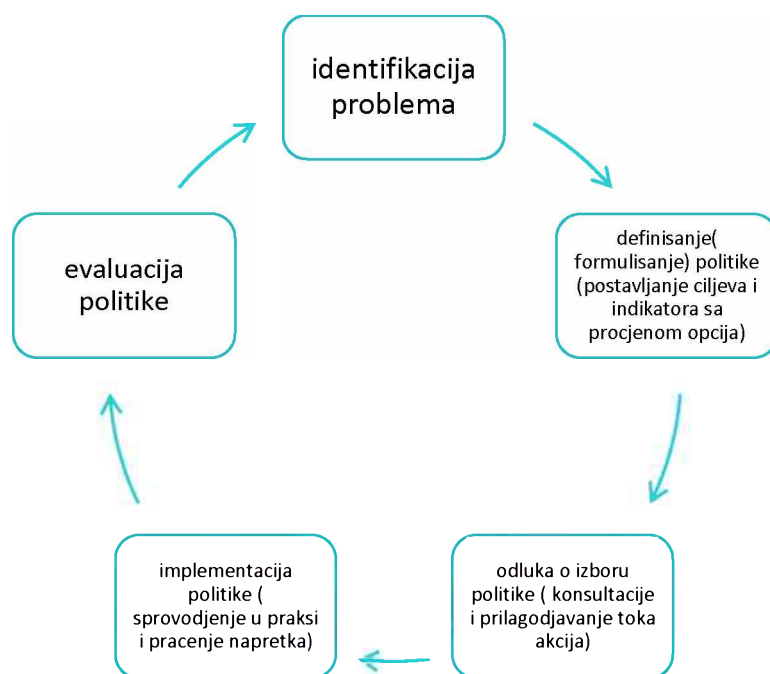 identifikacija
problema
definisanje(
formulisanje) politike
(postavljanje ciljeva i
indikatora sa
procjenom opcija)
odluka o izboru
politike ( konsultacije
i prilagodjavanje toka
akcija)
implementacija
politike (
sprovodjenje u praksi
i pracenje napretka)
evaluacija
politike